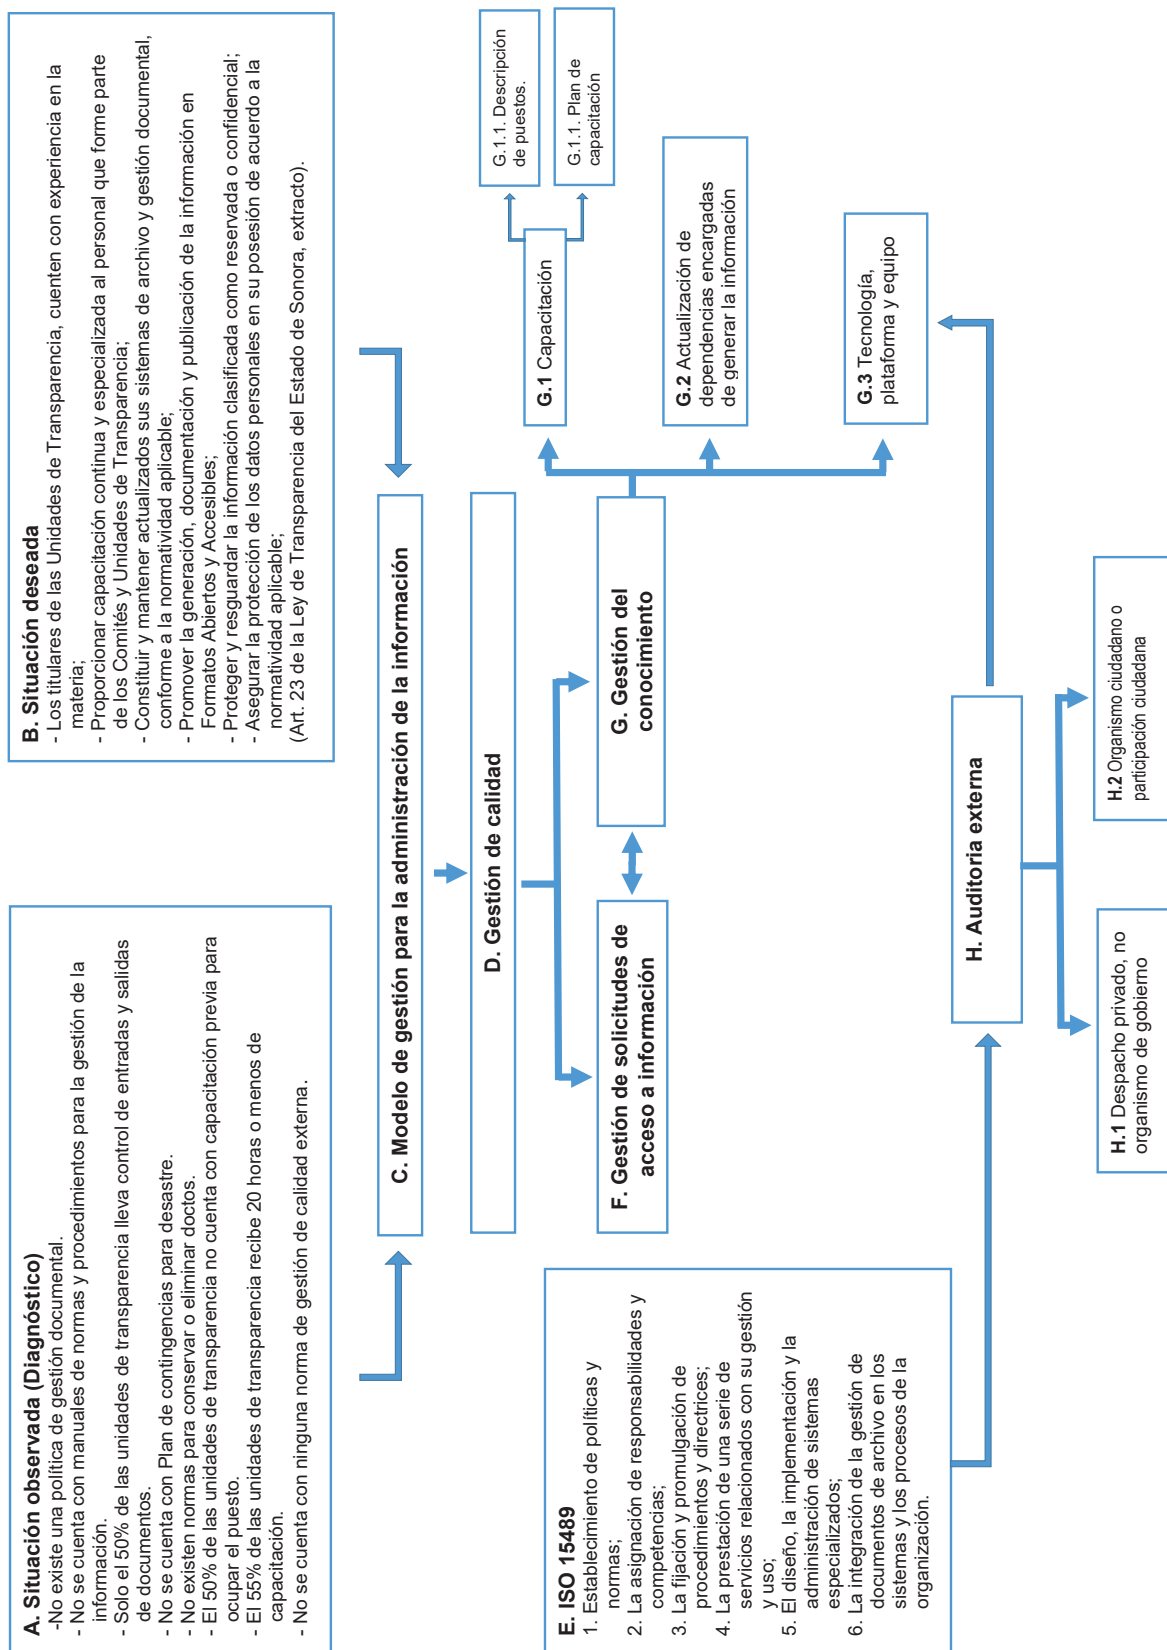 A. Situación observada (Diagnóstico)
-No existe una política de gestión documental.
- No se cuenta con manuales de normas y procedimientos para la gestión de la
información.
- Solo el 50% de las unidades de transparencia lleva control de entradas y salidas
de documentos.
- No se cuenta con Plan de contingencias para desastre.
- No existen normas para conservar o eliminar doctos.
- El 50% de las unidades de transparencia no cuenta con capacitación previa para
ocupar el puesto.
- El 55% de las unidades de transparencia recibe 20 horas o menos de
capacitación.
- No se cuenta con ninguna norma de gestión de calidad externa.
B. Situación deseada
- Los titulares de las Unidades de Transparencia, cuenten con experiencia en la
materia;
- Proporcionar capacitación continua y especializada al personal que forme parte
de los Comités y Unidades de Transparencia;
- Constituir y mantener actualizados sus sistemas de archivo y gestión documental,
conforme a la normatividad aplicable;
- Promover la generación, documentación y publicación de la información en
Formatos Abiertos y Accesibles;
- Proteger y resguardar la información clasificada como reservada o confidencial;
- Asegurar la protección de los datos personales en su posesión de acuerdo a la
normatividad aplicable;
(Art. 23 de la Ley de Transparencia del Estado de Sonora, extracto).
C. Modelo de gestión para la administración de la información
D. Gestión de calidad
E. ISO 15489
1. Establecimiento de políticas y
normas;
2. La asignación de responsabilidades y
competencias;
3. La fijación y promulgación de
procedimientos y directrices;
4. La prestación de una serie de
servicios relacionados con su gestión
y uso;
5. El diseño, la implementación y la
administración de sistemas
especializados;
6. La integración de la gestión de
documentos de archivo en los
sistemas y los procesos de la
organización.
F. Gestión de solicitudes de
acceso a información
G. Gestión del
conocimiento
G.1 Capacitación
G.1.1. Descripción
de puestos.
G.1.1. Plan de
capacitación
G.2 Actualización de
dependencias encargadas
de generar la información
G.3 Tecnología,
plataforma y equipo
H. Auditoria externa
H.1 Despacho privado, no
organismo de gobierno
H.2 Organismo ciudadano o
participación ciudadana